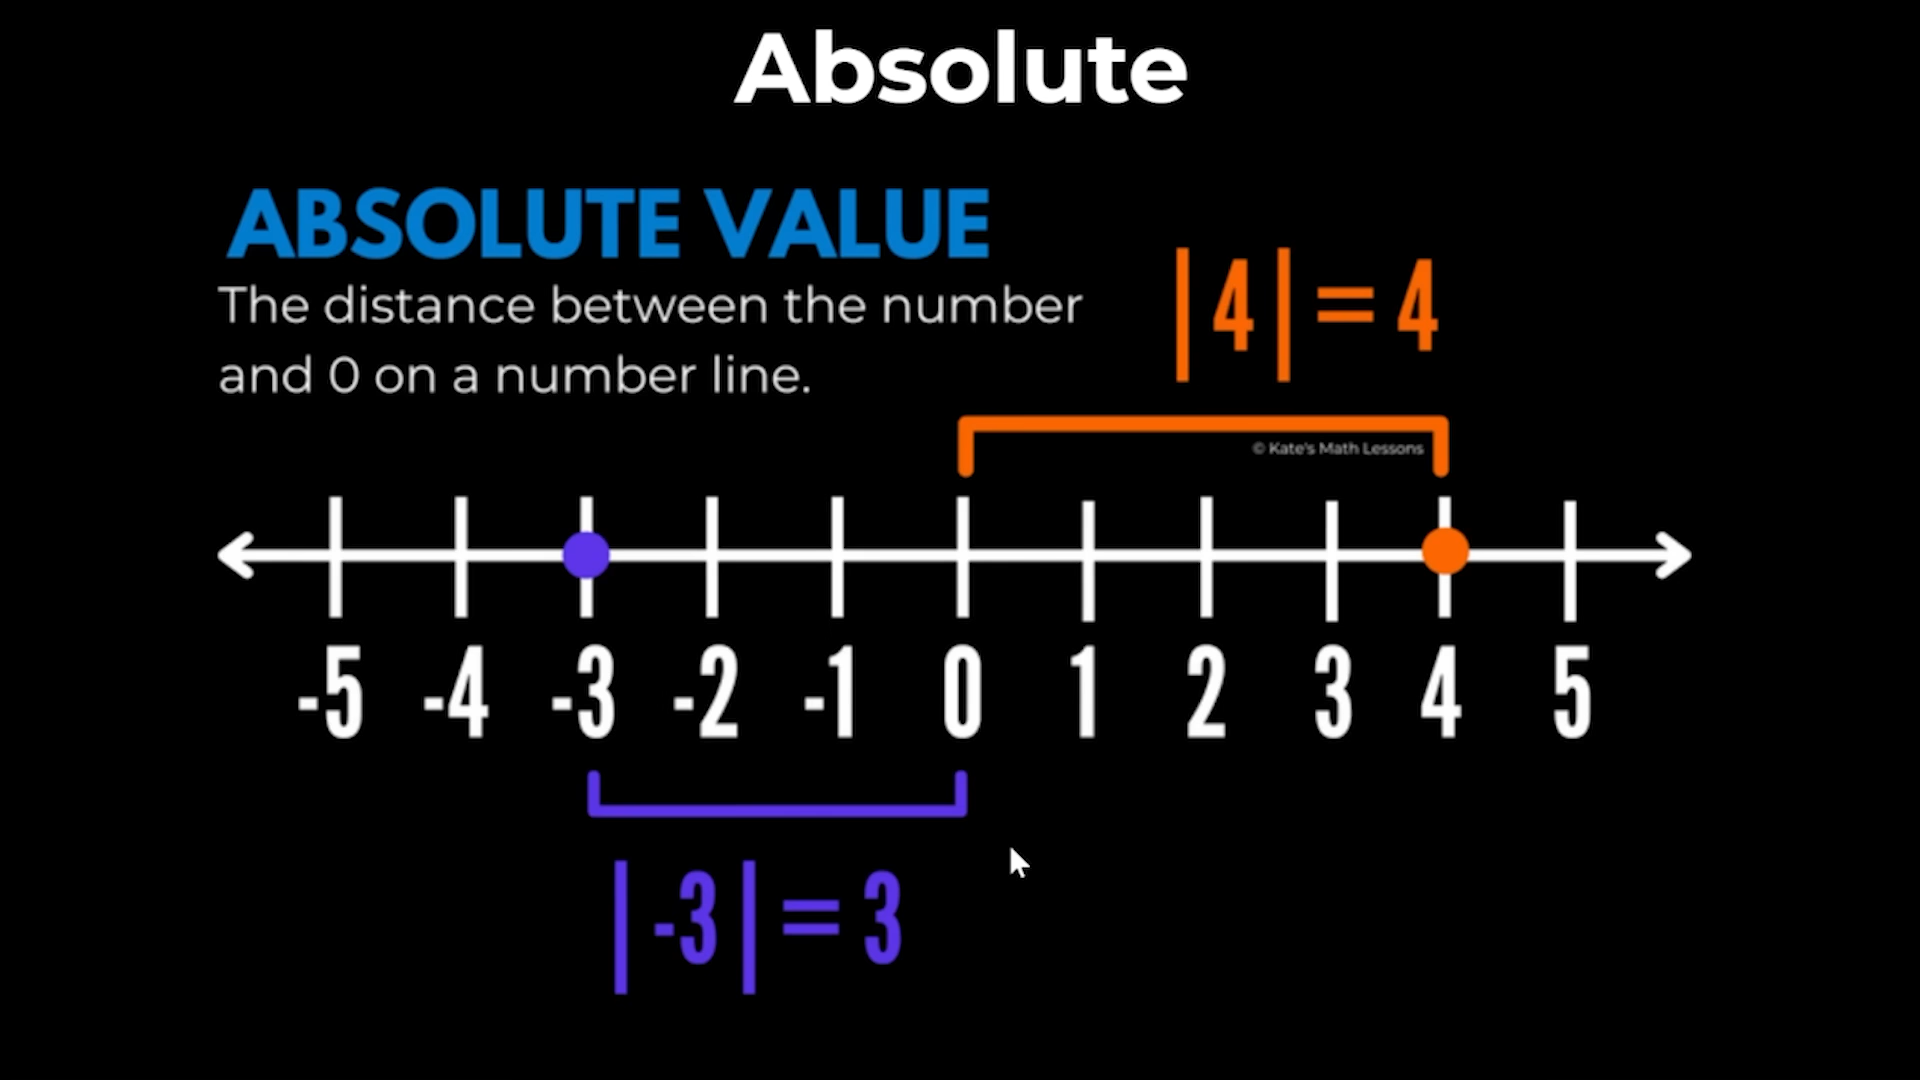 Absolute
ABSOLUTE VALUE
The distance between the number
and 0 on a number line.
|4| = 4
© Kate's Math Lessons
-5 -4 -3 -2 -1 0 1 2 3 4 5
|-3| = 3